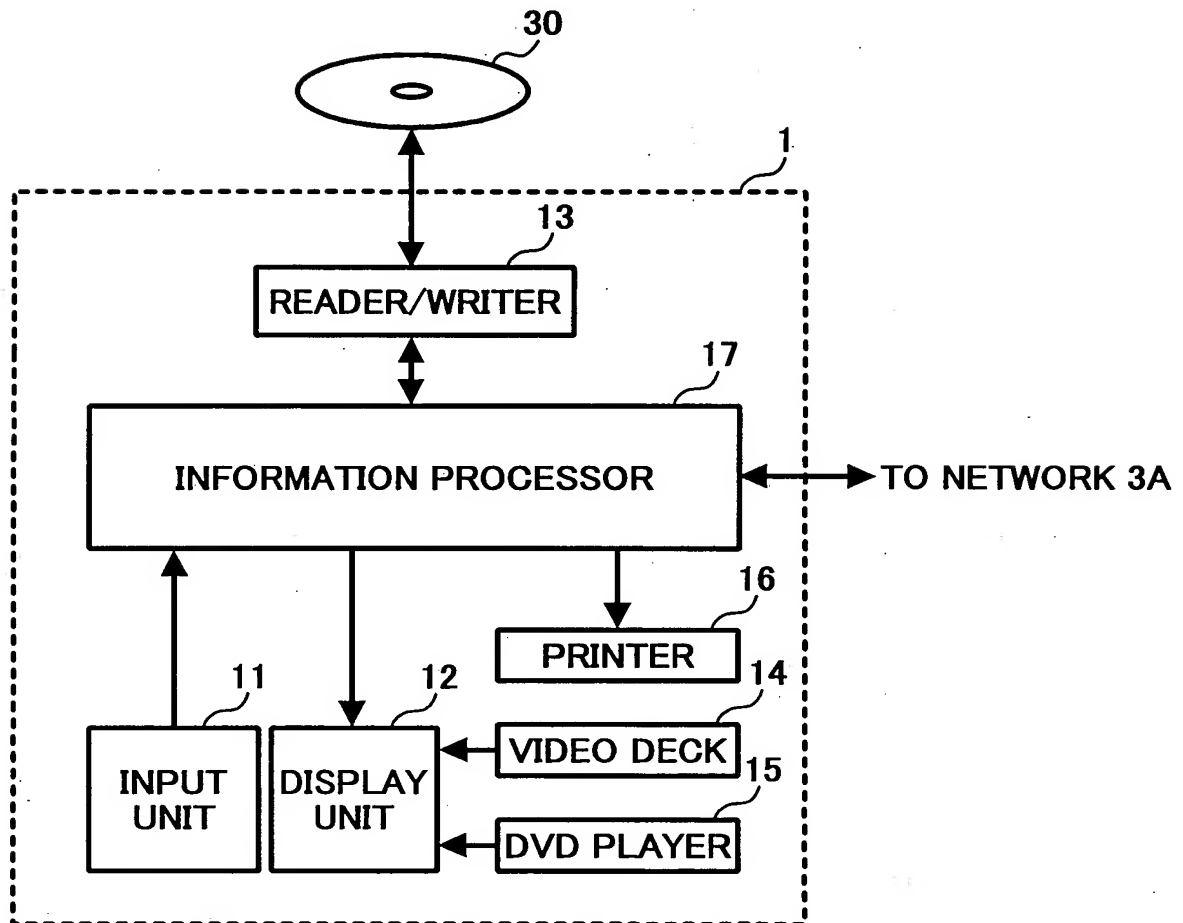 30
1
13
READER/WRITER
17
INFORMATION PROCESSOR
TO NETWORK 3A
16
PRINTER
11
12
14
INPUT
UNIT
DISPLAY
UNIT
VIDEO DECK
15
DVD PLAYER